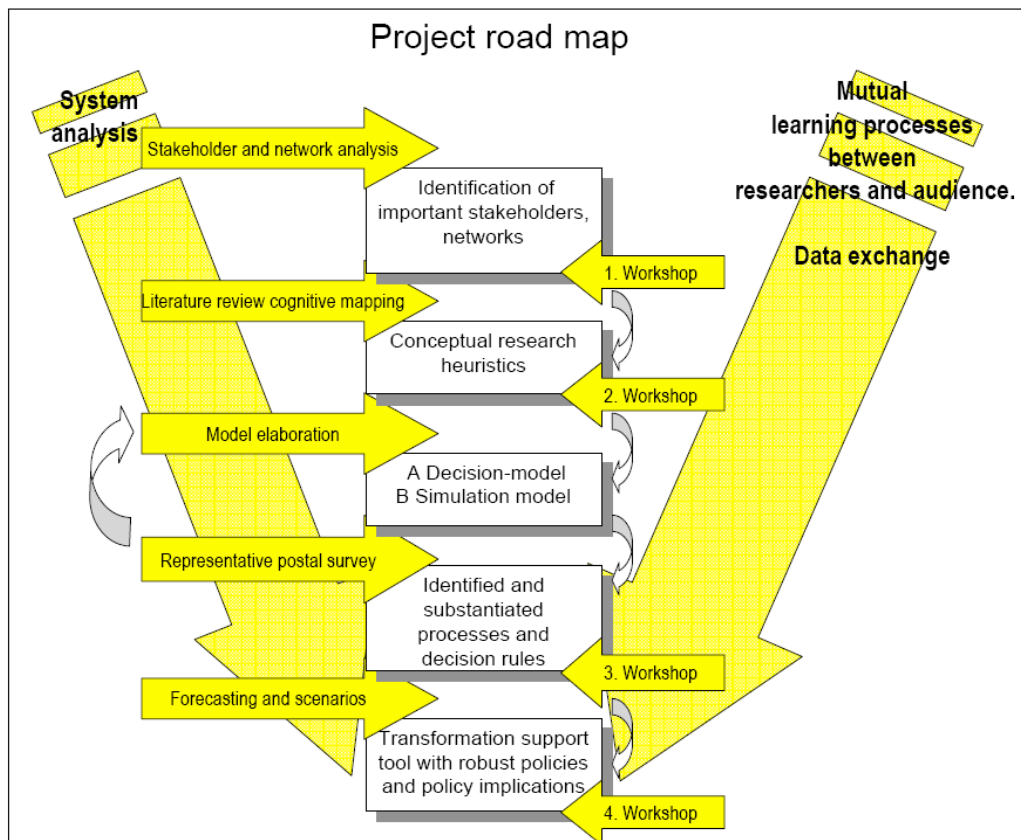 Project road map
System
analysis
Mutual
learning processes
between
researchers and audience.
Data exchange
Stakeholder and network analysis
Identification of
important stakeholders,
networks
1. Workshop
Literature review cognitive mapping
Conceptual research
heuristics
2. Workshop
Model elaboration
A Decision-model
B Simulation model
Representative postal survey
Identified and
substantiated
processes and
decision rules
3. Workshop
Forecasting and scenarios
Transformation support
tool with robust policies
and policy implications
4. Workshop